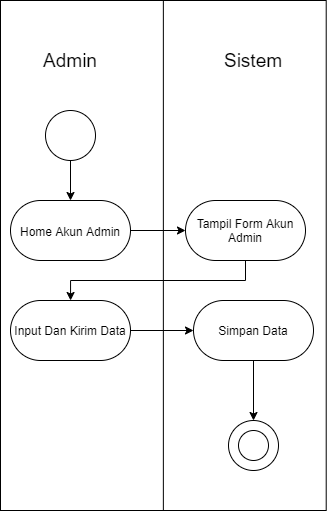 Admin
Sistem
Home Akun Admin
Tampil Form Akun
Admin
Input Dan Kirim Data
Simpan Data